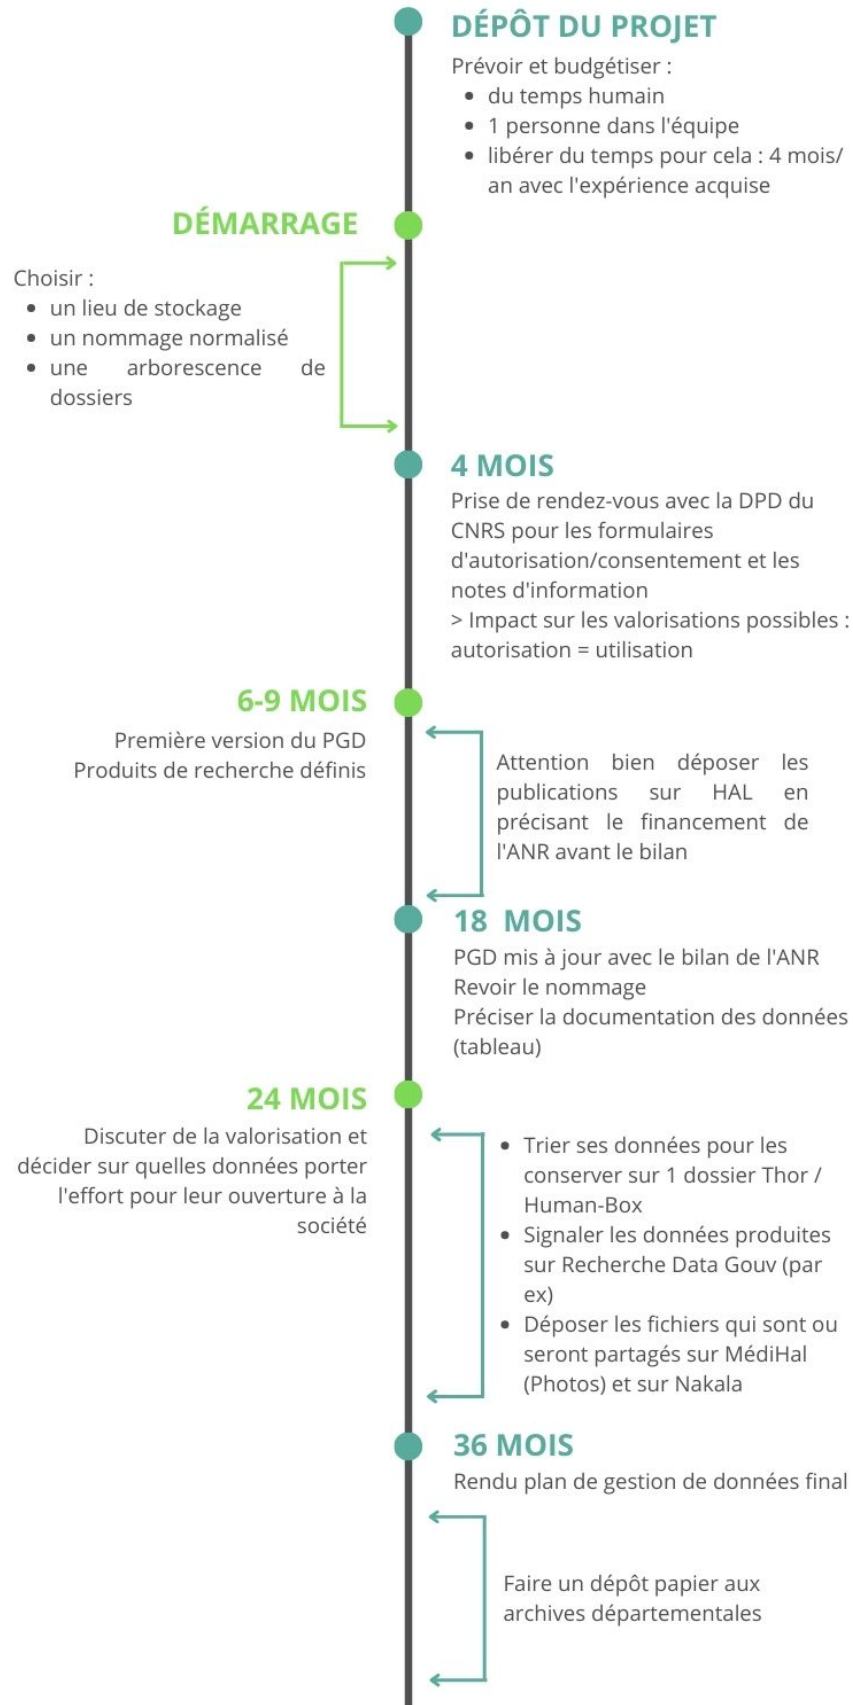 DÉPÔT DU PROJET
Prévoir et budgétiser :
• du temps humain
• 1 personne dans l'équipe
• libérer du temps pour cela : 4 mois/
an avec l'expérience acquise
DÉMARRAGE
Choisir :
• un lieu de stockage
• un nommage normalisé
• une arborescence de
dossiers
4 MOIS
Prise de rendez-vous avec la DPD du
CNRS pour les formulaires
d'autorisation/consentement et les
notes d'information
> Impact sur les valorisations possibles :
autorisation = utilisation
6-9 MOIS
Première version du PGD
Produits de recherche définis
Attention bien déposer les
publications sur HAL en
précisant le financement de
l'ANR avant le bilan
18 MOIS
PGD mis à jour avec le bilan de l'ANR
Revoir le nommage
Préciser la documentation des données
(tableau)
24 MOIS
Discuter de la valorisation et
décider sur quelles données porter
l'effort pour leur ouverture à la
société
• Trier ses données pour les
conserver sur 1 dossier Thor /
Human-Box
• Signaler les données produites
sur Recherche Data Gouv (par
ex)
• Déposer les fichiers qui sont ou
seront partagés sur MédiHal
(Photos) et sur Nakala
36 MOIS
Rendu plan de gestion de données final
Faire un dépôt papier aux
archives départementales